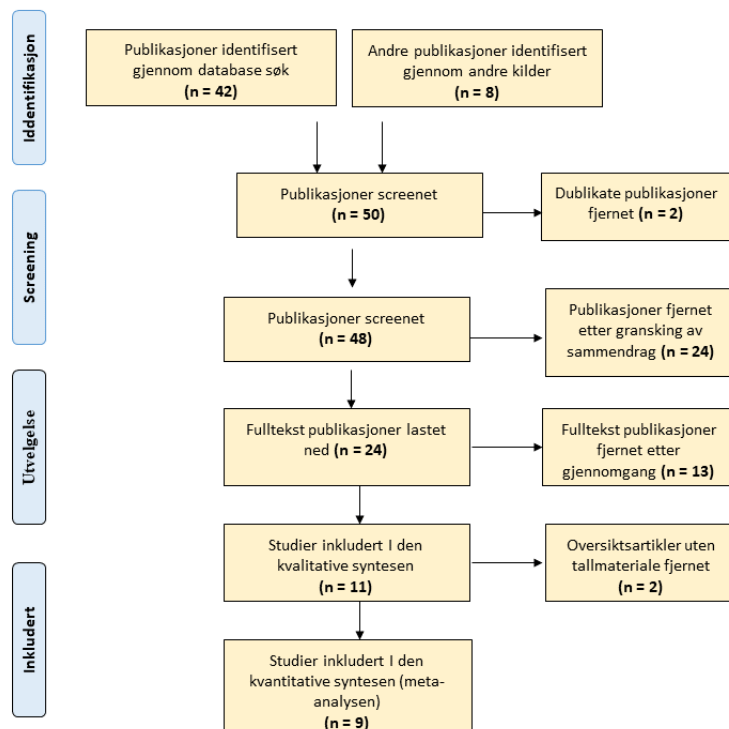 Iddentifikasjon
Publikasjoner identifisert
gjennom database søk
(n = 42)
Andre publikasjoner identifisert
gjennom andre kilder
(n = 8)
Screening
Publikasjoner screenet
(n = 50)
Dublikate publikasjoner
fjernet (n = 2)
Publikasjoner screenet
(n = 48)
Publikasjoner fjernet
etter gransking av
sammendrag (n = 24)
Utvelgelse
Fulltekst publikasjoner lastet
ned (n = 24)
Fulltekst publikasjoner
fjernet etter
gjennomgang (n = 13)
Inkludert
Studier inkludert I den
kvalitative syntesen
(n = 11)
Oversiktsartikler uten
tallmateriale fjernet
(n = 2)
Studier inkludert I den
kvantitative syntesen (meta-
analysen)
(n = 9)